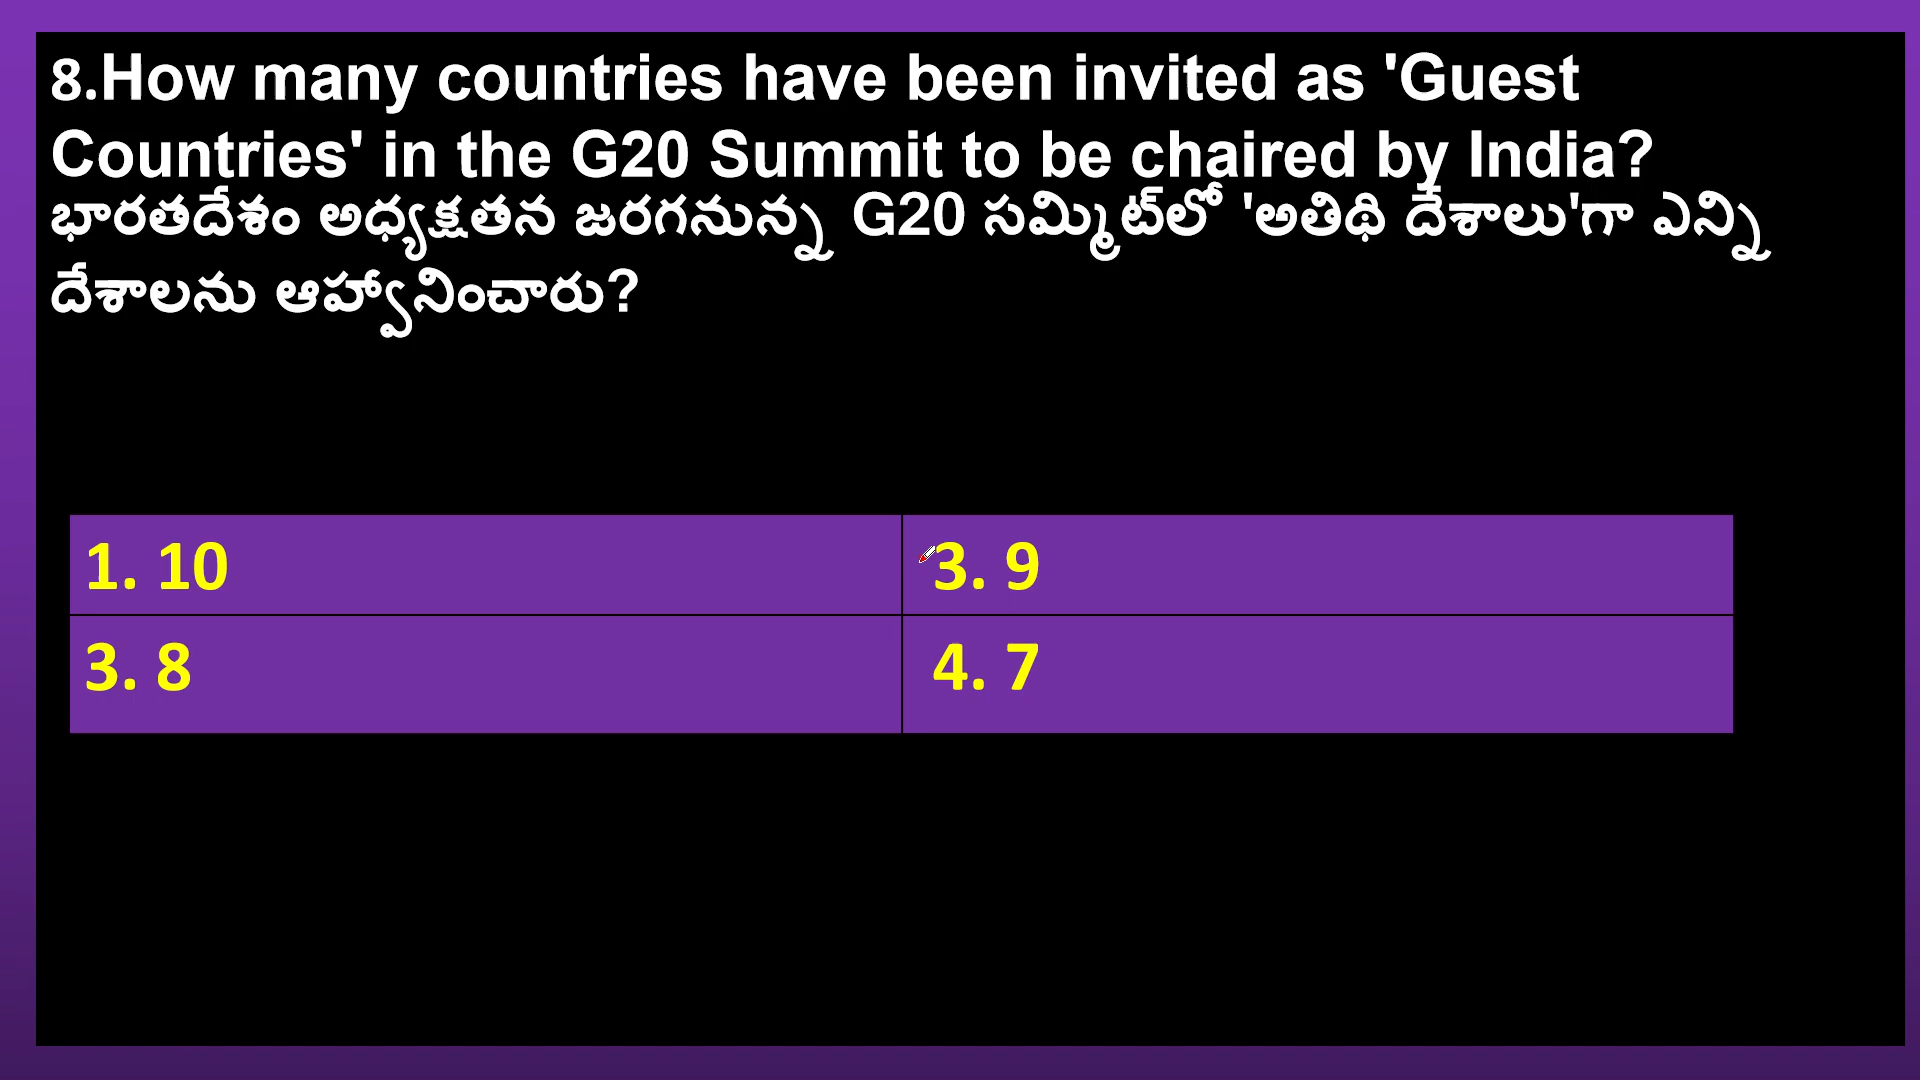 8.How many countries have been invited as 'Guest
Countries' in the G20 Summit to be chaired by India?
భారతదేశం అధ్యక్షతన జరగనున్న G20 సమ్మిట్‌లో 'అతిథి దేశాలు'గా ఎన్ని
దేశాలను ఆహ్వానించారు?
1. 10
3. 9
3. 8
4. 7